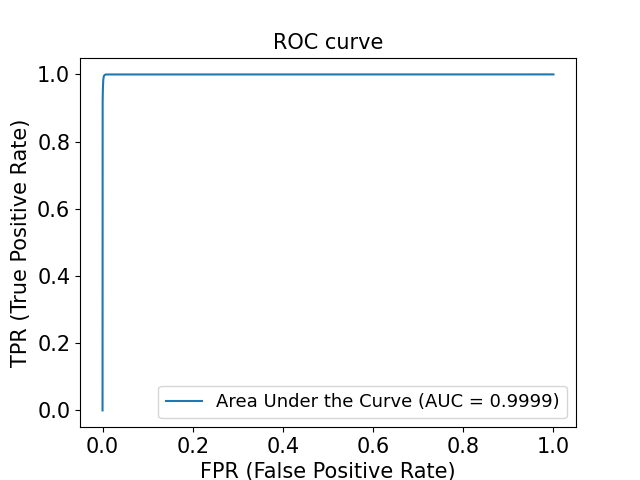 ROC curve
TPR (True Positive Rate)
1.0
0.8
0.6
0.4
0.2
0.0
Area Under the Curve (AUC = 0.9999)
0.0 0.2 0.4 0.6 0.8 1.0
FPR (False Positive Rate)